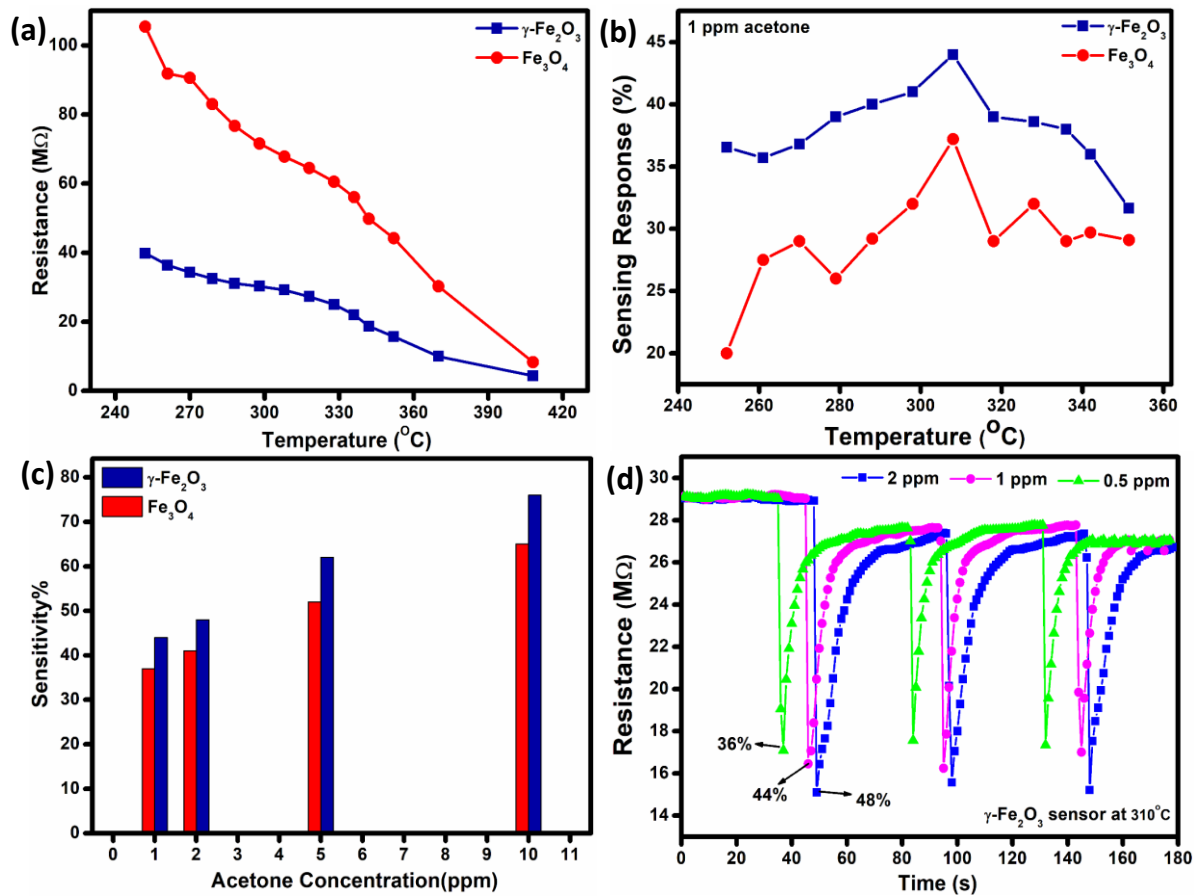 (a)
γ-Fe₂O₃
Fe₃O₄
100
80
60
40
20
0
Resistance (MΩ)
240 270 300 330 360 390 420
Temperature (°C)
(b)
1 ppm acetone
γ-Fe₂O₃
Fe₃O₄
45
40
35
30
25
20
Sensing Response (%)
240 260 280 300 320 340 360
Temperature (°C)
(c)
γ-Fe₂O₃
Fe₃O₄
80
70
60
50
40
30
20
10
0
Sensitivity%
0 1 2 3 4 5 6 7 8 9 10 11
Acetone Concentration(ppm)
(d)
2 ppm 1 ppm 0.5 ppm
30
28
26
24
22
20
18
16
14
Resistance (MΩ)
36%
44%
48%
γ-Fe₂O₃ sensor at 310°C
0 20 40 60 80 100 120 140 160 180
Time (s)